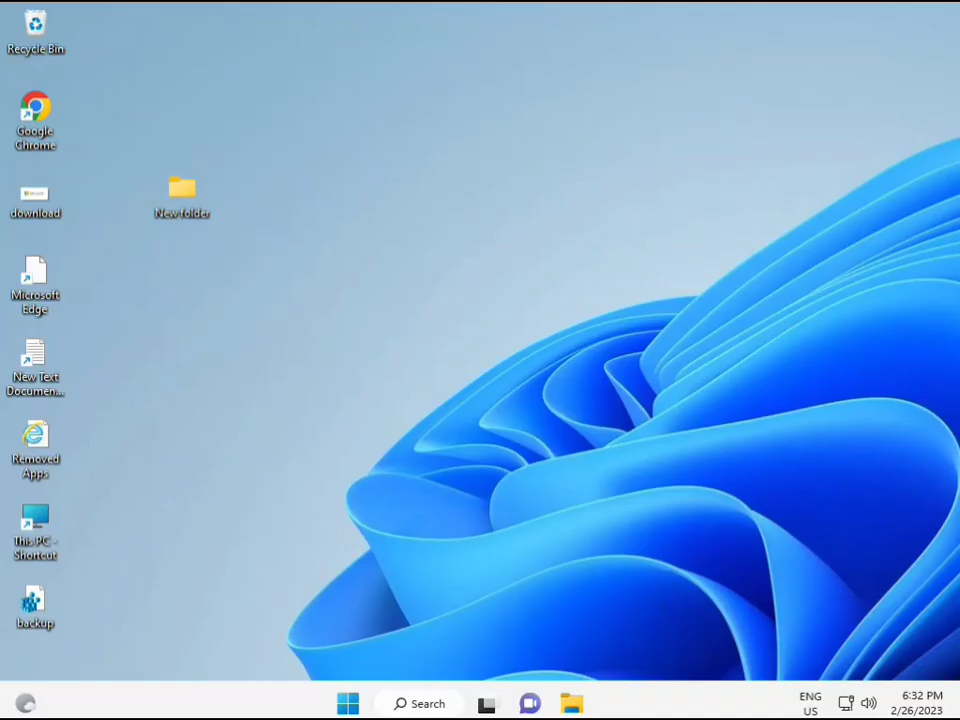 Recycle Bin
Google
Chrome
download
New folder
Microsoft
Edge
New Text
Documen...
Removed
Apps
This PC -
Shortcut
backup
Search
ENG
US
6:32 PM
2/26/2023